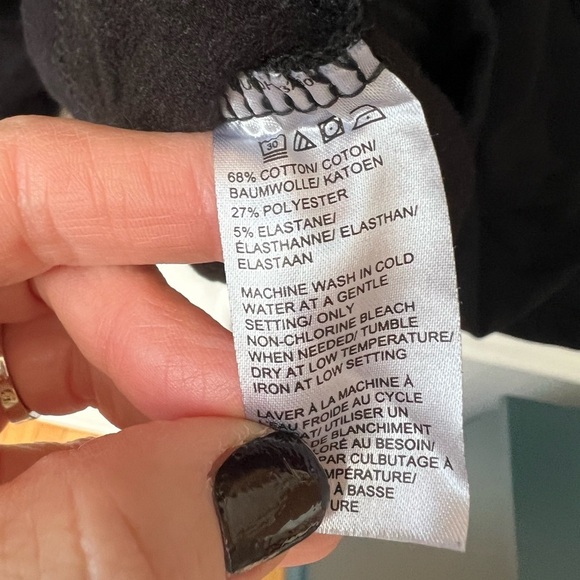 30
68% COTTON/ COTON/
BAUMWOLLE/ KATOEN
27% POLYESTER
5% ELASTANE/
ÉLASTHANNE/ ELASTHAN/
ELASTAAN
MACHINE WASH IN COLD
WATER AT A GENTLE
SETTING/ ONLY
NON-CHLORINE BLEACH
WHEN NEEDED/ TUMBLE
DRY AT LOW TEMPERATURE/
IRON AT LOW SETTING
LAVER À LA MACHINE À
EAU FROIDE AU CYCLE
UTILISER UN
DE BLANCHIMENT
AU BESOIN/
PAR CULBUTAGE À
À BASSE